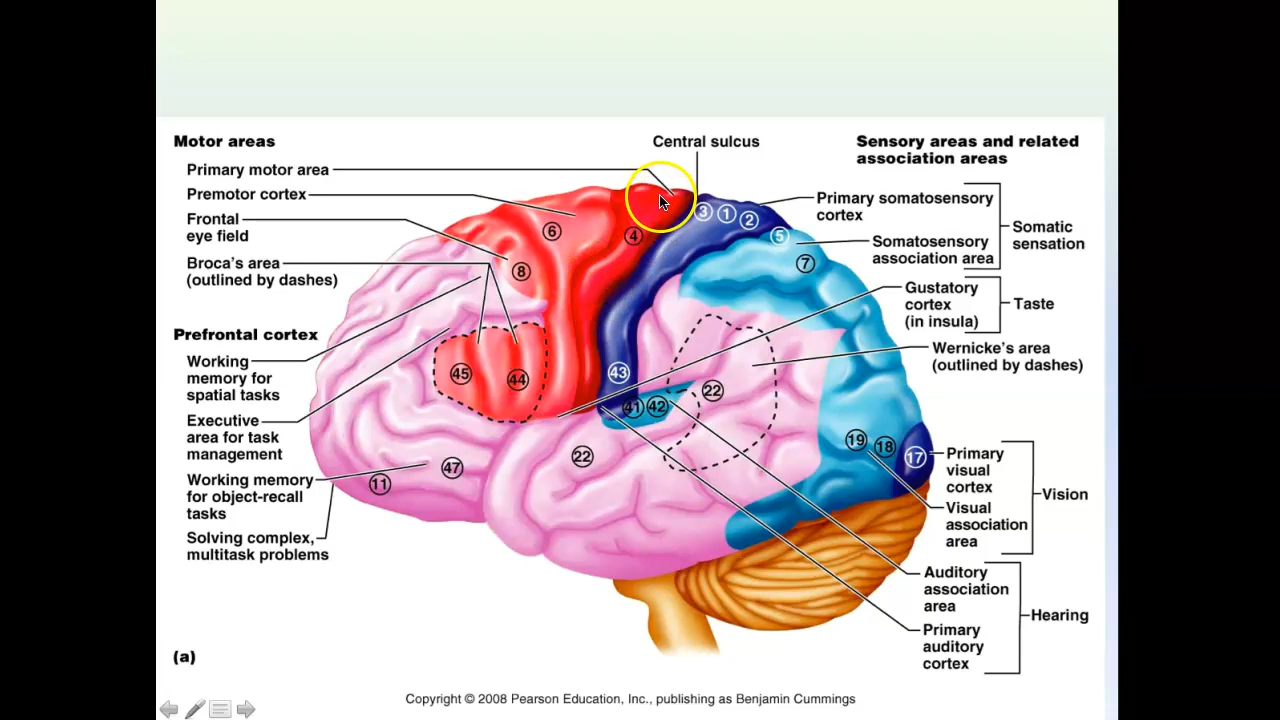 Motor areas
Primary motor area
Premotor cortex
Frontal
eye field
Broca's area
(outlined by dashes)
Prefrontal cortex
Working
memory for
spatial tasks
Executive
area for task
management
Working memory
for object-recall
tasks
Solving complex,
multitask problems
(a)
Central sulcus
6
4
8
45
44
47
11
3
1
2
5
7
43
41
42
22
22
19
18
17
Sensory areas and related
association areas
Primary somatosensory
cortex
Somatosensory
association area
Somatic
sensation
Gustatory
cortex
(in insula)
Taste
Wernicke's area
(outlined by dashes)
Primary
visual
cortex
Visual
association
area
Vision
Auditory
association
area
Primary
auditory
cortex
Hearing
Copyright © 2008 Pearson Education, Inc., publishing as Benjamin Cummings